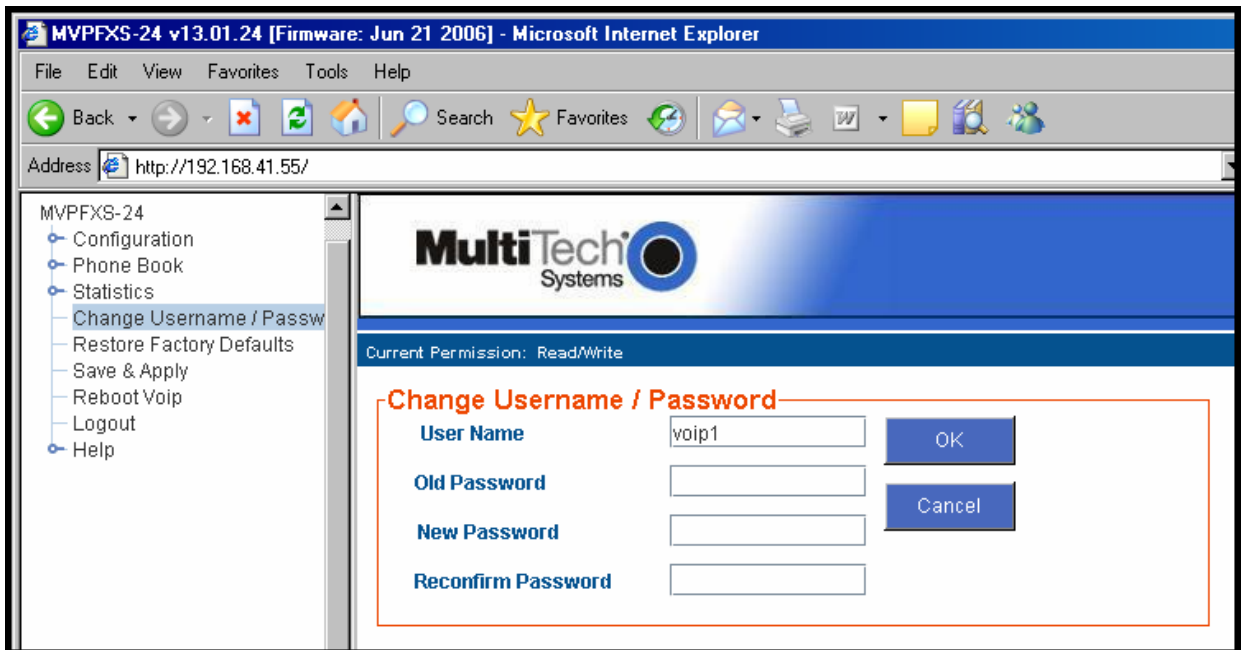 MVPFXS-24 v13.01.24 [Firmware: Jun 21 2006] - Microsoft Internet Explorer
File Edit View Favorites Tools Help
Back Search Favorites
Address http://192.168.41.55/
MVPFXS-24
Configuration
Phone Book
Statistics
Change Username / Passw
Restore Factory Defaults
Save & Apply
Reboot Voip
Logout
Help
MultiTech
Systems
Current Permission: Read/Write
Change Username / Password
User Name voip1 OK
Old Password
Cancel
New Password
Reconfirm Password